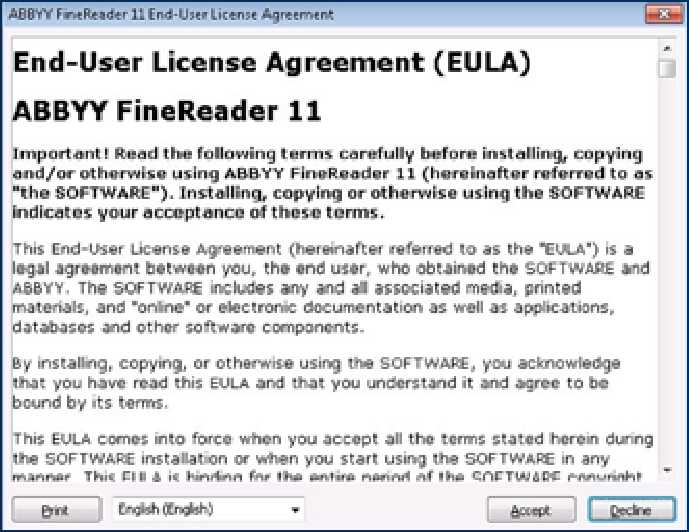 ABBYY FineReader 11 End-User License Agreement
End-User License Agreement (EULA)
ABBYY FineReader 11
Important! Read the following terms carefully before installing, copying
and/or otherwise using ABBYY FineReader 11 (hereinafter referred to as
"the SOFTWARE"). Installing, copying or otherwise using the SOFTWARE
indicates your acceptance of these terms.
This End-User License Agreement (hereinafter referred to as the "EULA") is a
legal agreement between you, the end user, who obtained the SOFTWARE and
ABBYY. The SOFTWARE includes any and all associated media, printed
materials, and "online" or electronic documentation as well as applications,
databases and other software components.
By installing, copying, or otherwise using the SOFTWARE, you acknowledge
that you have read this EULA and that you understand it and agree to be
bound by its terms.
This EULA comes into force when you accept all the terms stated herein during
the SOFTWARE installation or when you start using the SOFTWARE in any
manner. This EULA is binding for the entire period of the SOFTWARE copyright
Print English (English) Accept Decline